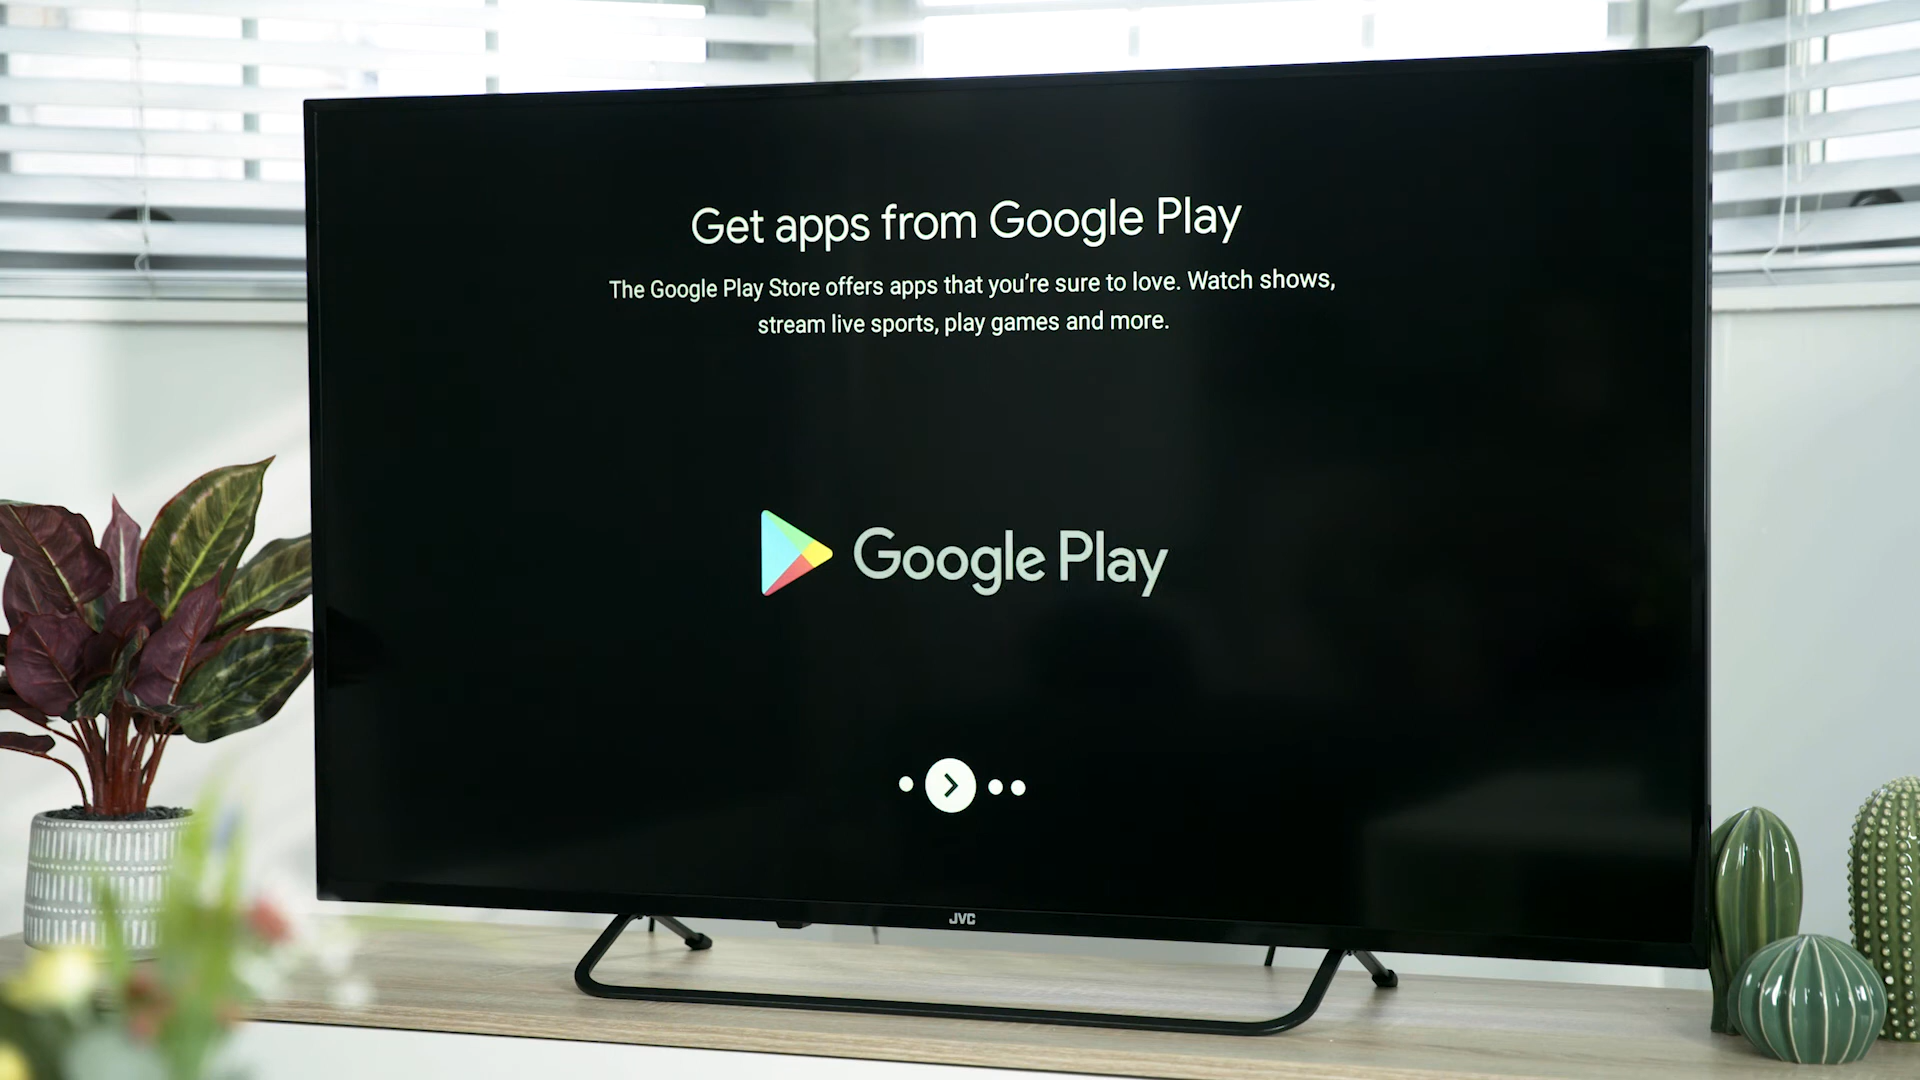 Get apps from Google Play
The Google Play Store offers apps that you’re sure to love. Watch shows,
stream live sports, play games and more.
Google Play
JVC